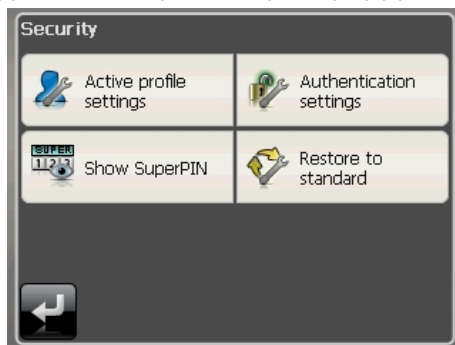 Security
Active profile
settings
Authentication
settings
SUPER
123
Show SuperPIN
Restore to
standard